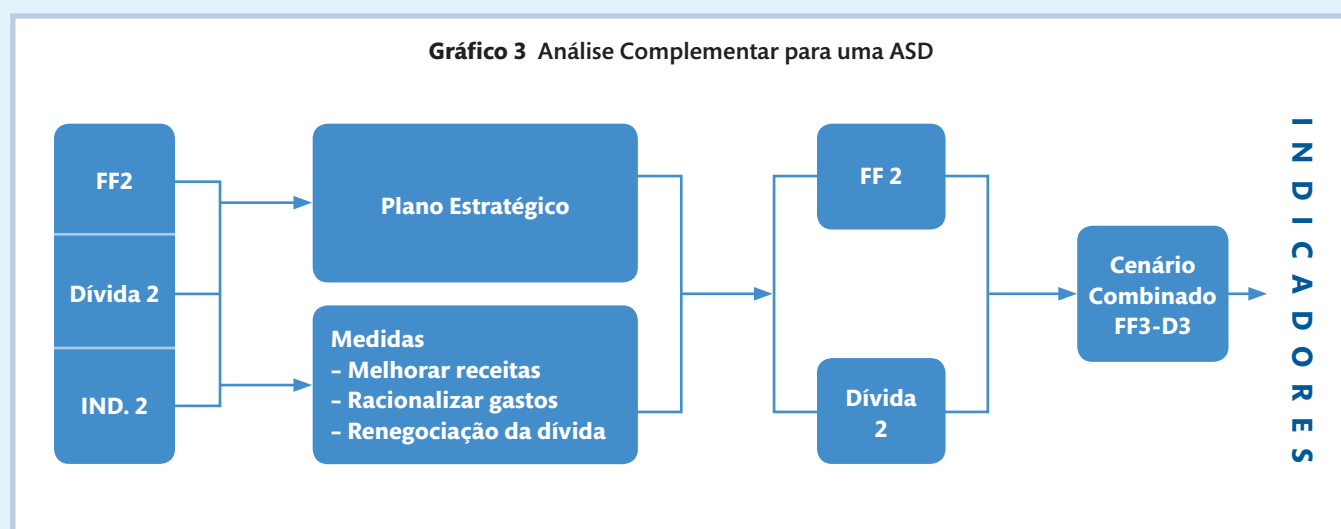 Gráfico 3 Análise Complementar para uma ASD
FF2
Dívida 2
IND. 2
Plano Estratégico
Medidas
– Melhorar receitas
– Racionalizar gastos
– Renegociação da dívida
FF 2
Dívida
2
Cenário
Combinado
FF3-D3
INDICADORES